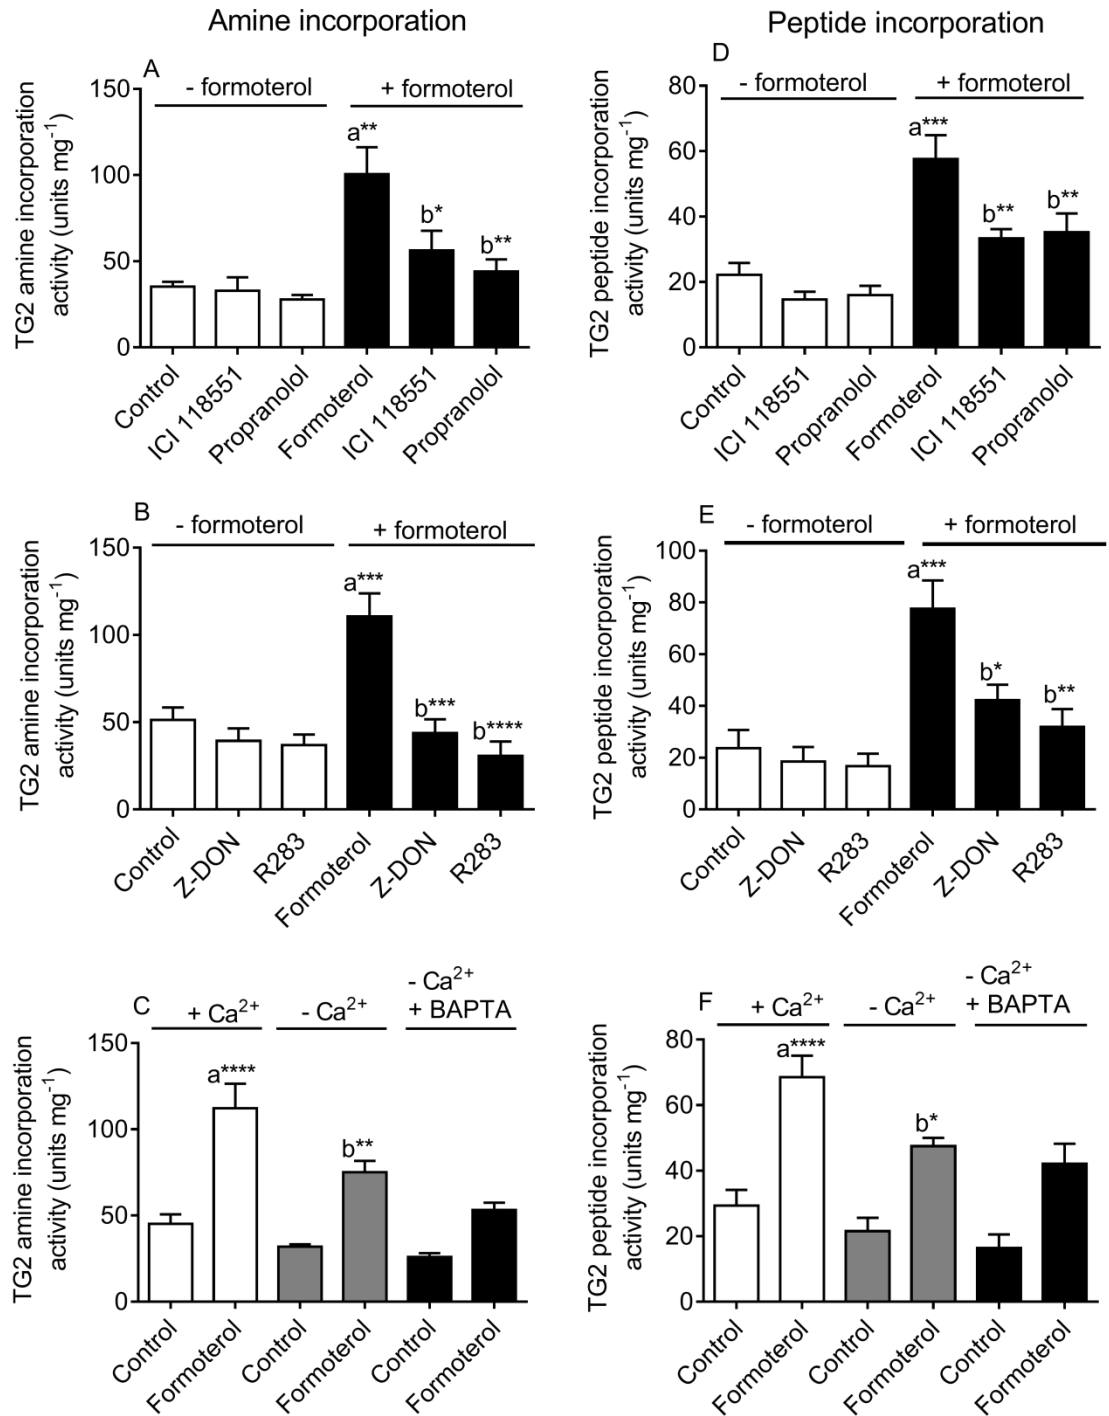 Amine incorporation
Peptide incorporation
A
- formoterol
+ formoterol
TG2 amine incorporation
activity (units mg⁻¹)
150
100
50
0
a**
b*
b**
Control
ICI 118551
Propranolol
Formoterol
ICI 118551
Propranolol
D
- formoterol
+ formoterol
TG2 peptide incorporation
activity (units mg⁻¹)
80
60
40
20
0
a***
b**
b**
Control
ICI 118551
Propranolol
Formoterol
ICI 118551
Propranolol
B
- formoterol
+ formoterol
TG2 amine incorporation
activity (units mg⁻¹)
150
100
50
0
a***
b***
b****
Control
Z-DON
R283
Formoterol
Z-DON
R283
E
- formoterol
+ formoterol
TG2 peptide incorporation
activity (units mg⁻¹)
100
80
60
40
20
0
a***
b*
b**
Control
Z-DON
R283
Formoterol
Z-DON
R283
C
+ Ca²⁺
- Ca²⁺
- Ca²⁺
+ BAPTA
TG2 amine incorporation
activity (units mg⁻¹)
150
100
50
0
a****
b**
Control
Formoterol
Control
Formoterol
Control
Formoterol
F
+ Ca²⁺
- Ca²⁺
- Ca²⁺
+ BAPTA
TG2 peptide incorporation
activity (units mg⁻¹)
80
60
40
20
0
a****
b*
Control
Formoterol
Control
Formoterol
Control
Formoterol